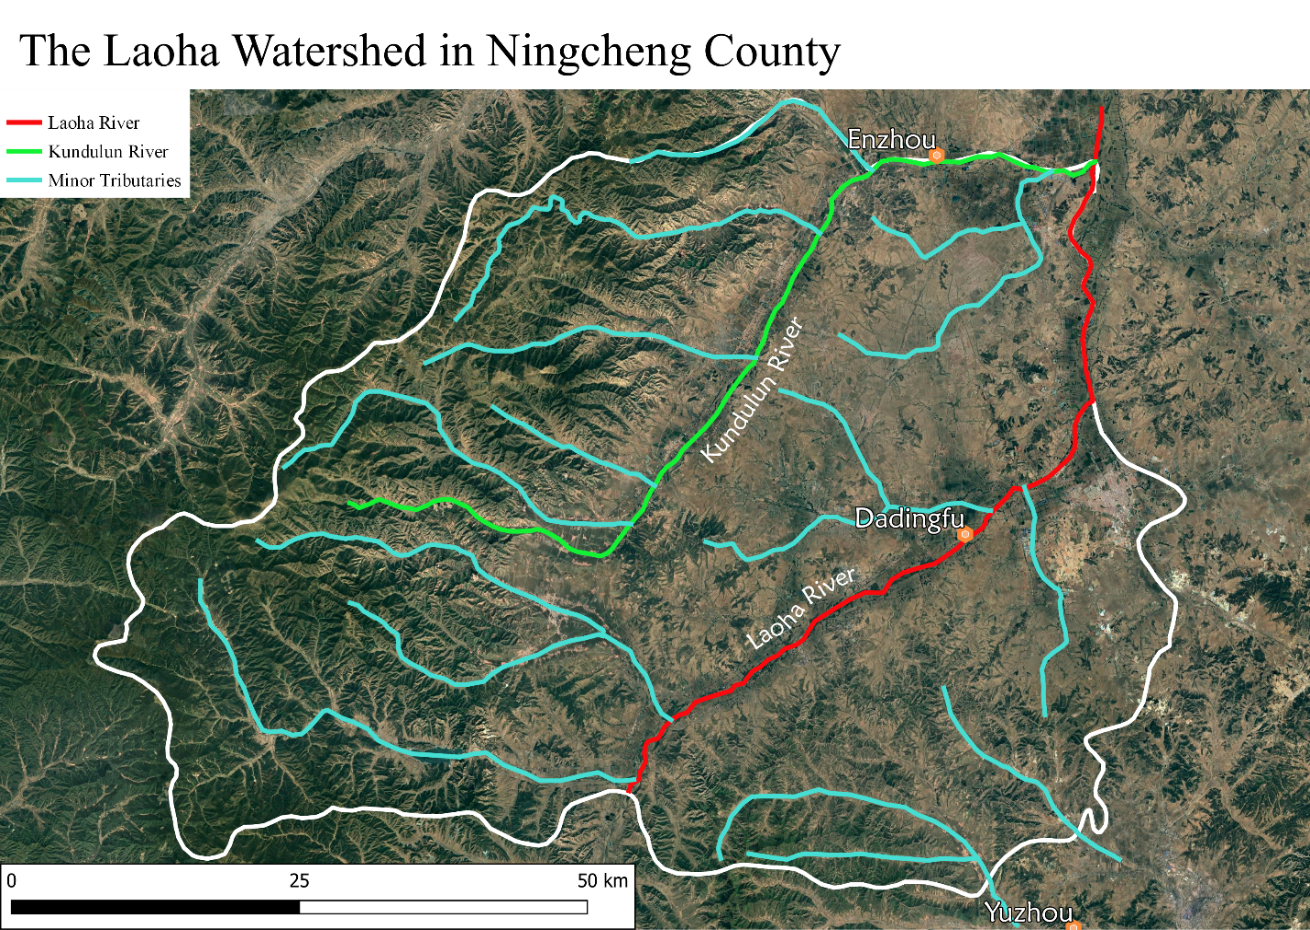 The Laoha Watershed in Ningcheng County
Laoha River
Kundulun River
Minor Tributaries
Enzhou
Kundulun River
Dadingfu
Laoha River
0 25 50 km
Yuzhou